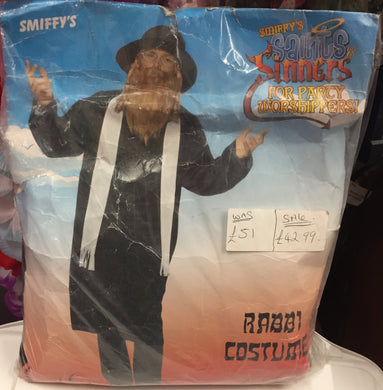 SMIFFY'S
SMIFFY'S
Saints &
Sinners
FOR PARTY
WORSHIPPERS!
WAS
£51
SALE
£42.99.
RABBI
COSTUME